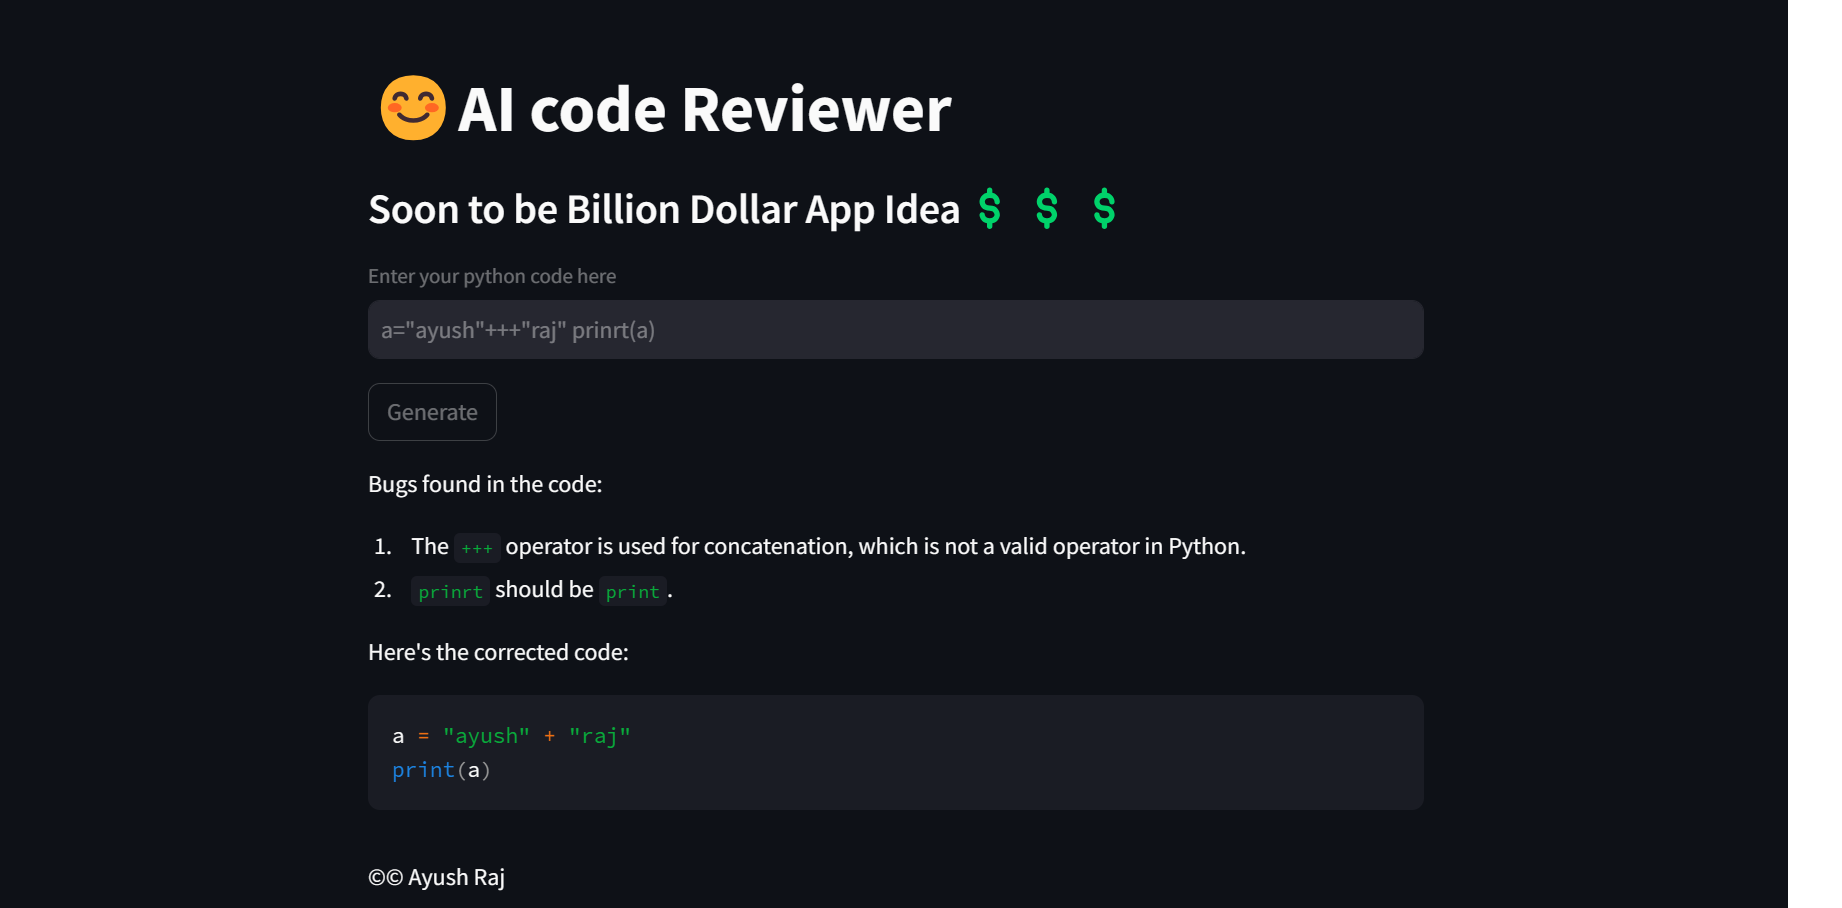 😊 AI code Reviewer
Soon to be Billion Dollar App Idea $ $ $
Enter your python code here
a="ayush"+++"raj" prinrt(a)
Generate
Bugs found in the code:
1. The +++ operator is used for concatenation, which is not a valid operator in Python.
2. prinrt should be print.
Here's the corrected code:
a = "ayush" + "raj"
print(a)
©© Ayush Raj